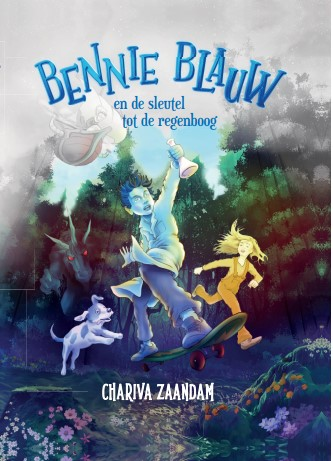 BENNIE BLAUW
en de sleutel
tot de regenboog
CHARIVA ZAANDAM